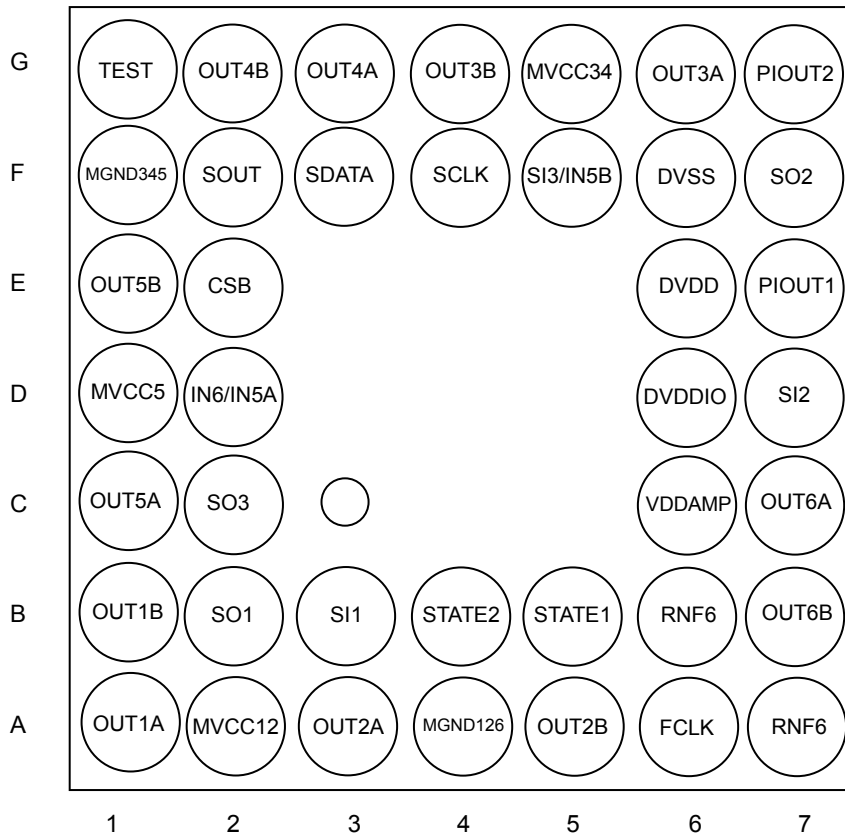 G TEST OUT4B OUT4A OUT3B MVCC34 OUT3A PIOUT2
F MGND345 SOUT SDATA SCLK SI3/IN5B DVSS SO2
E OUT5B CSB DVDD PIOUT1
D MVCC5 IN6/IN5A DVDDIO SI2
C OUT5A SO3 VDDAMP OUT6A
B OUT1B SO1 SI1 STATE2 STATE1 RNF6 OUT6B
A OUT1A MVCC12 OUT2A MGND126 OUT2B FCLK RNF6
1 2 3 4 5 6 7